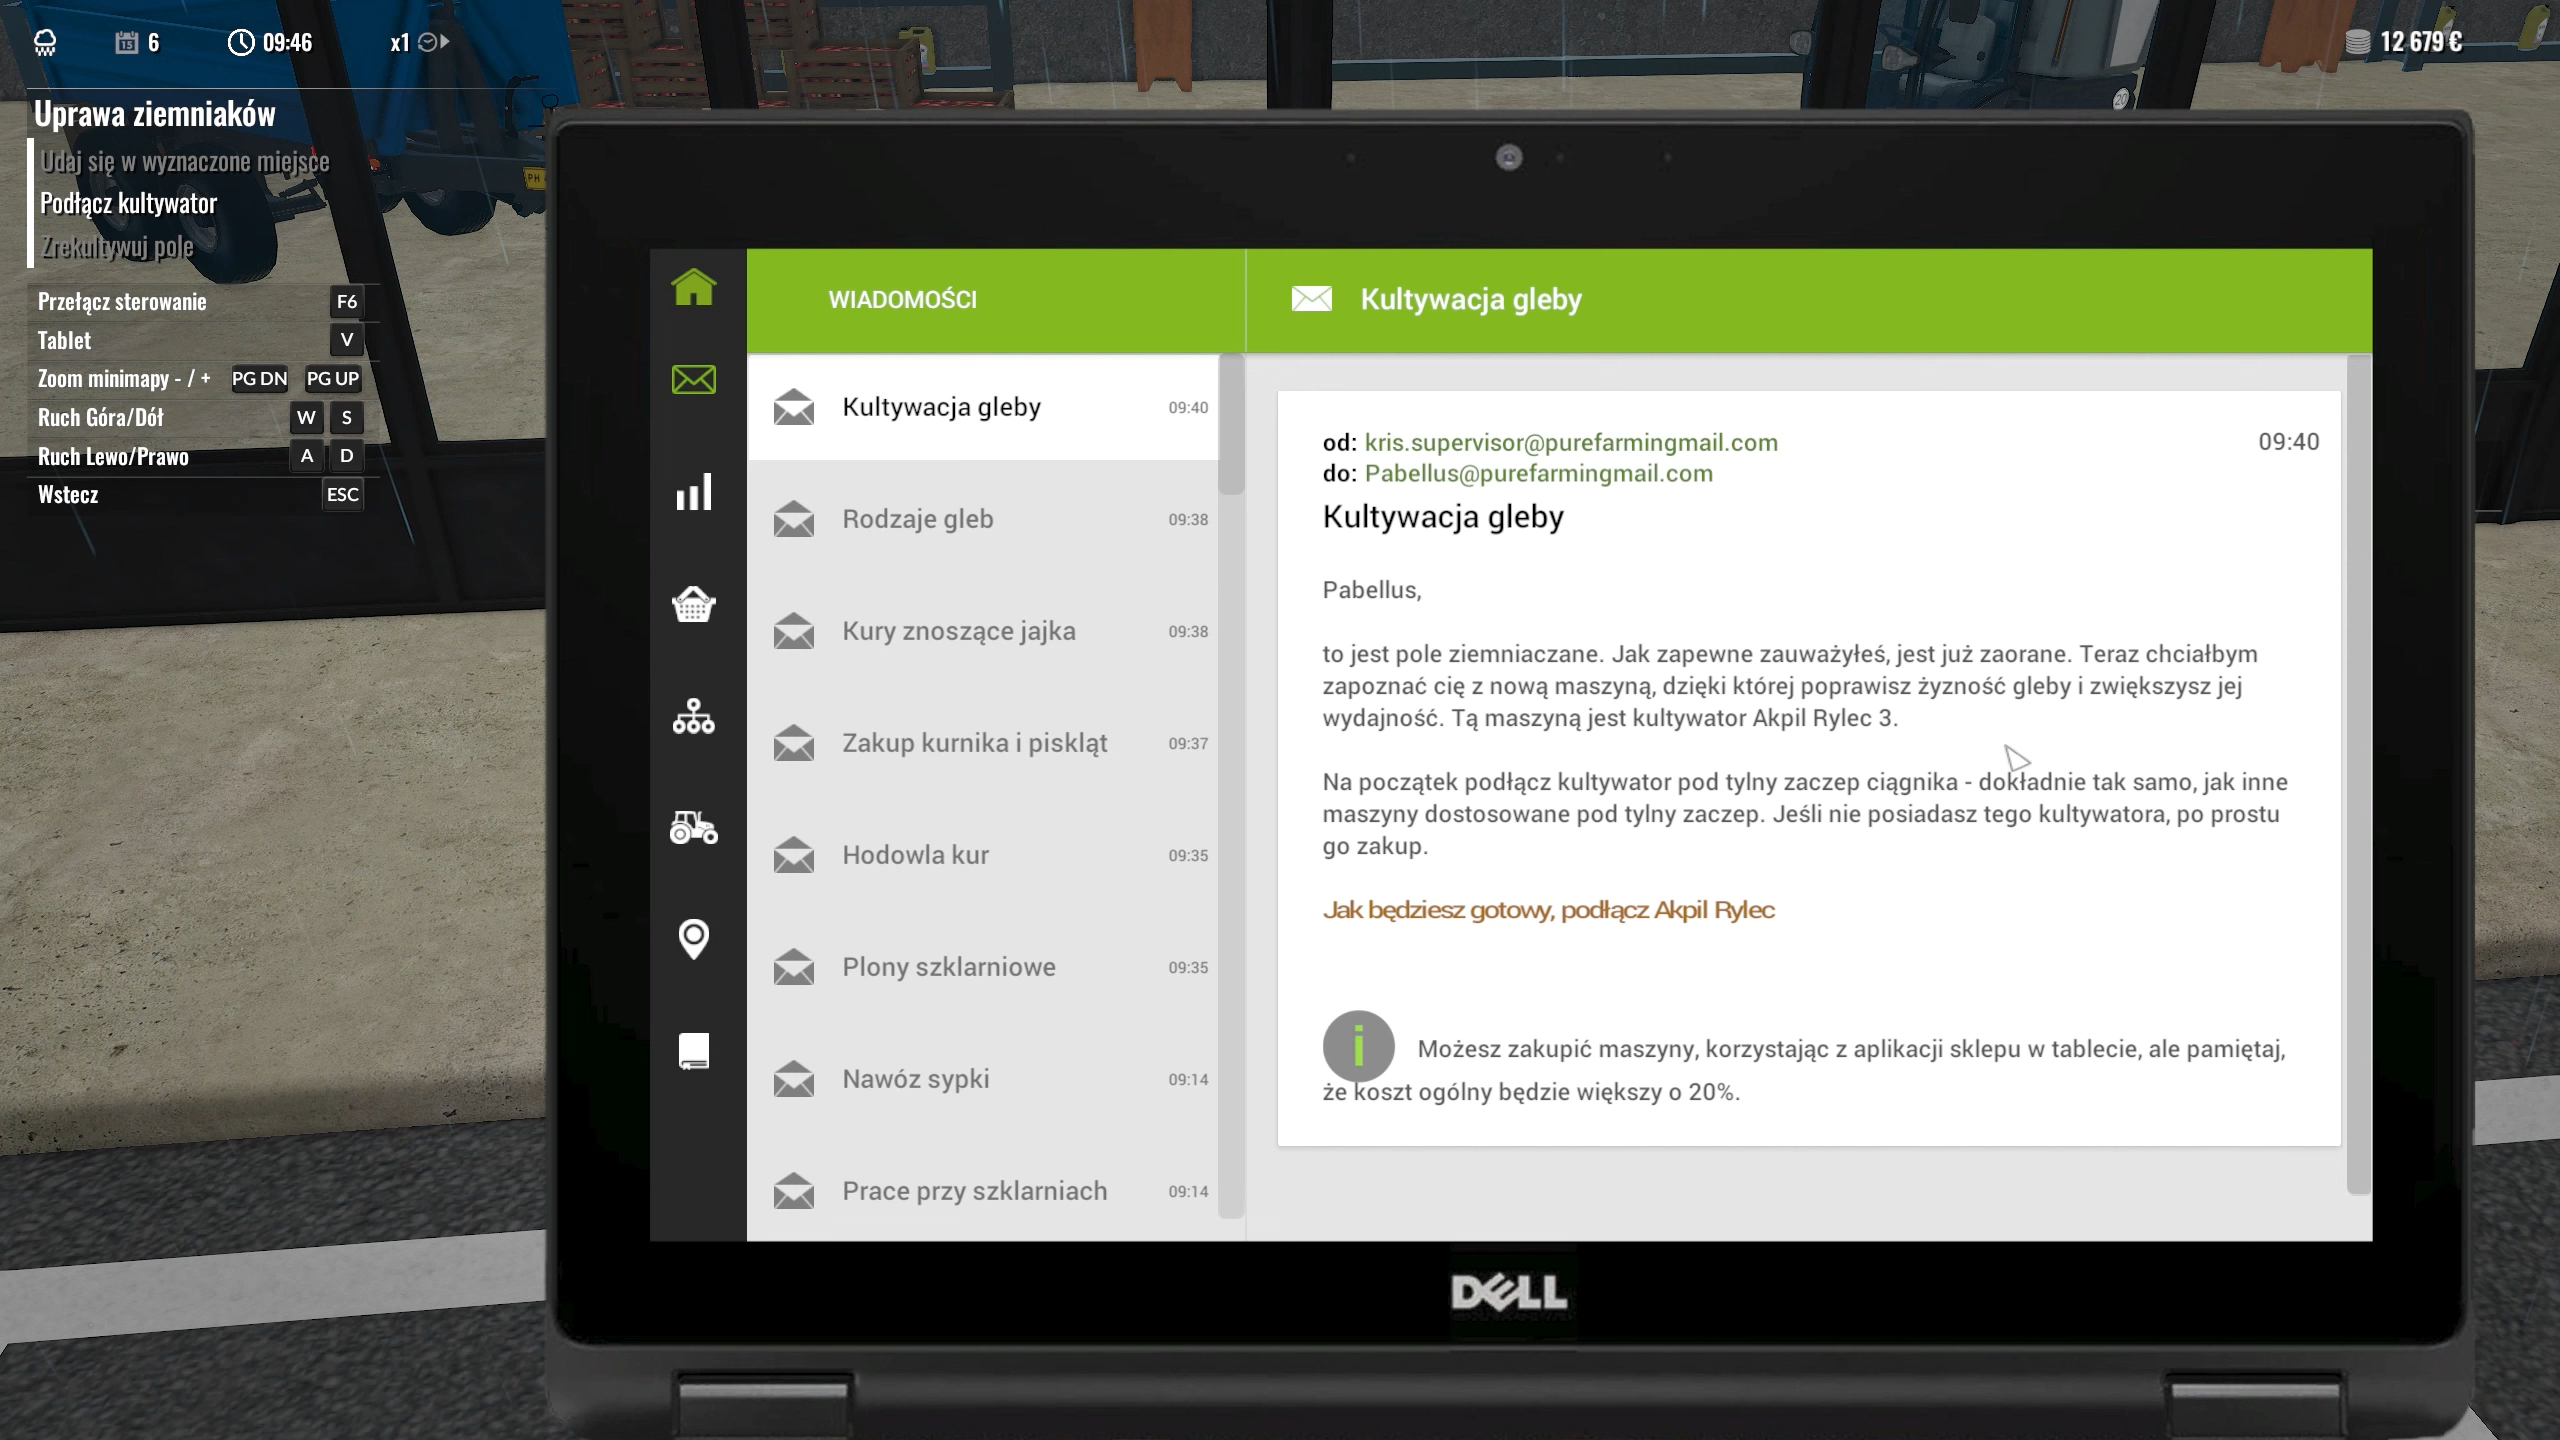 6
09:46
x1
12 679 €
Uprawa ziemniaków
Udaj się w wyznaczone miejsce
Podłącz kultywator
Zrekultywuj pole
Przełącz sterowanie F6
Tablet V
Zoom minimapy - / + PG DN PG UP
Ruch Góra/Dół W S
Ruch Lewo/Prawo A D
Wstecz ESC
PH
20
15
WIADOMOŚCI
Kultywacja gleby 09:40
Rodzaje gleb 09:38
Kury znoszące jajka 09:38
Zakup kurnika i piskląt 09:37
Hodowla kur 09:35
Plony szklarniowe 09:35
Nawóz sypki 09:14
Prace przy szklarniach 09:14
Kultywacja gleby
od: kris.supervisor@purefarmingmail.com 09:40
do: Pabellus@purefarmingmail.com
Kultywacja gleby
Pabellus,
to jest pole ziemniaczane. Jak zapewne zauważyłeś, jest już zaorane. Teraz chciałbym
zapoznać cię z nową maszyną, dzięki której poprawisz żyzność gleby i zwiększysz jej
wydajność. Tą maszyną jest kultywator Akpil Rylec 3.
Na początek podłącz kultywator pod tylny zaczep ciągnika - dokładnie tak samo, jak inne
maszyny dostosowane pod tylny zaczep. Jeśli nie posiadasz tego kultywatora, po prostu
go zakup.
Jak będziesz gotowy, podłącz Akpil Rylec
i Możesz zakupić maszyny, korzystając z aplikacji sklepu w tablecie, ale pamiętaj,
że koszt ogólny będzie większy o 20%.
DELL